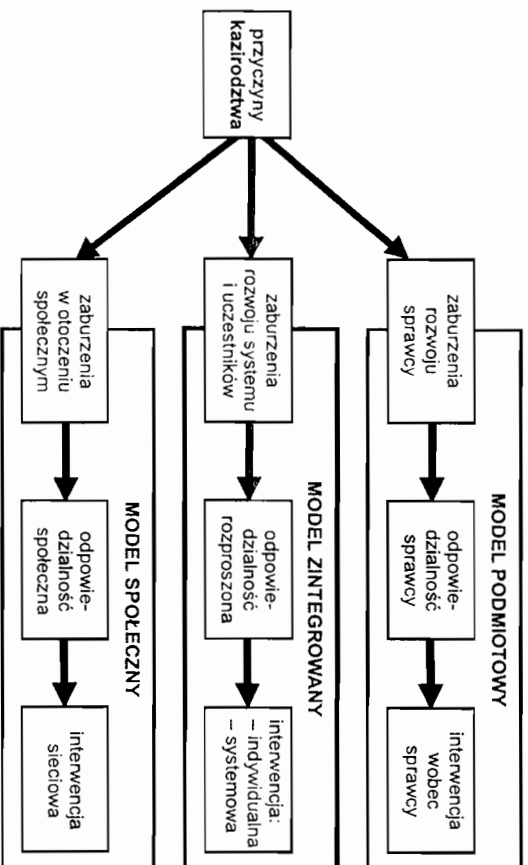 przyczyny
kazirodztwa
MODEL PODMIOTOWY
zaburzenia
rozwoju
sprawcy
odpowie-
dzialność
sprawcy
interwencja
wobec
sprawcy
MODEL ZINTEGROWANY
zaburzenia
rozwoju systemu
i uczestników
odpowie-
dzialność
rozproszona
interwencja:
– indywidualna
– systemowa
MODEL SPOŁECZNY
zaburzenia
w otoczeniu
społecznym
odpowie-
dzialność
społeczna
interwencja
sieciowa